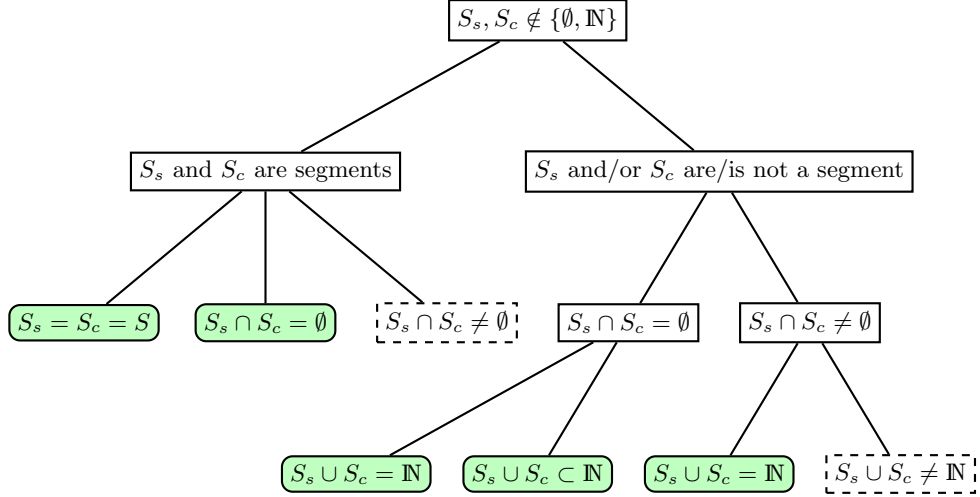 S_s, S_c ∉ {∅, ℕ}
S_s and S_c are segments
S_s and/or S_c are/is not a segment
S_s = S_c = S
S_s ∩ S_c = ∅
S_s ∩ S_c ≠ ∅
S_s ∩ S_c = ∅
S_s ∩ S_c ≠ ∅
S_s ∪ S_c = ℕ
S_s ∪ S_c ⊂ ℕ
S_s ∪ S_c = ℕ
S_s ∪ S_c ≠ ℕ